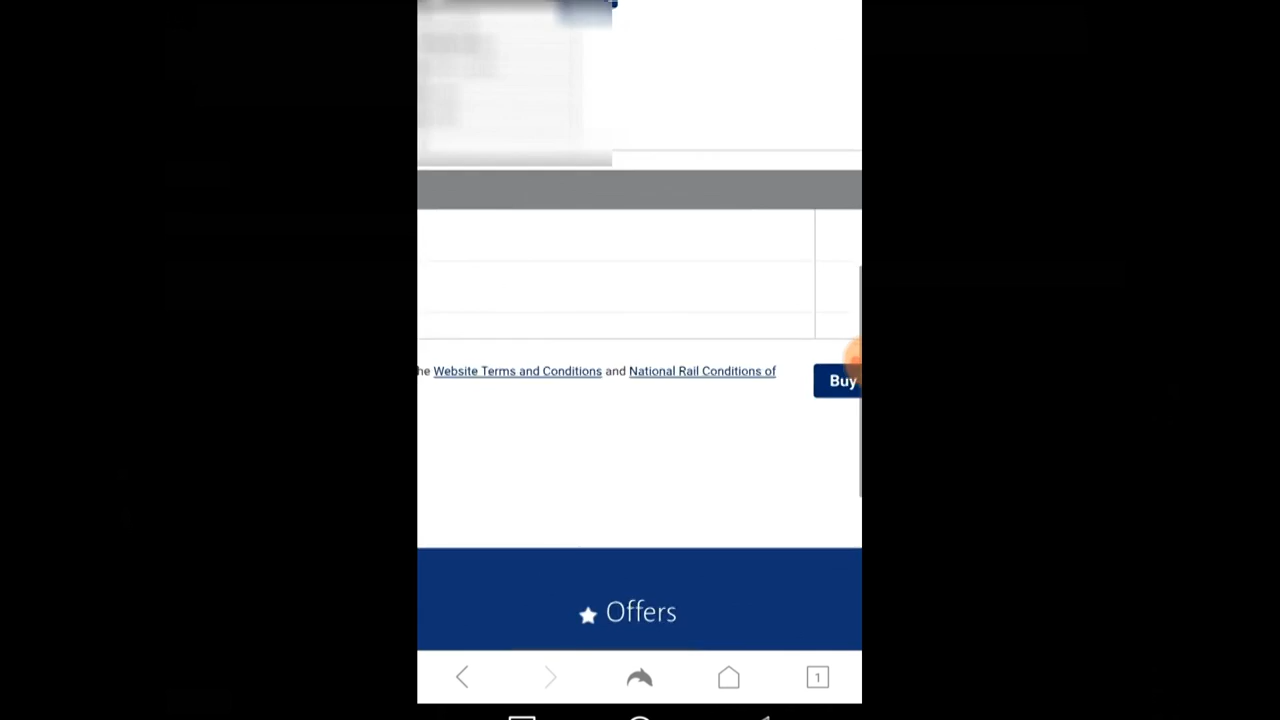 he Website Terms and Conditions and National Rail Conditions of
Buy
Offers
1